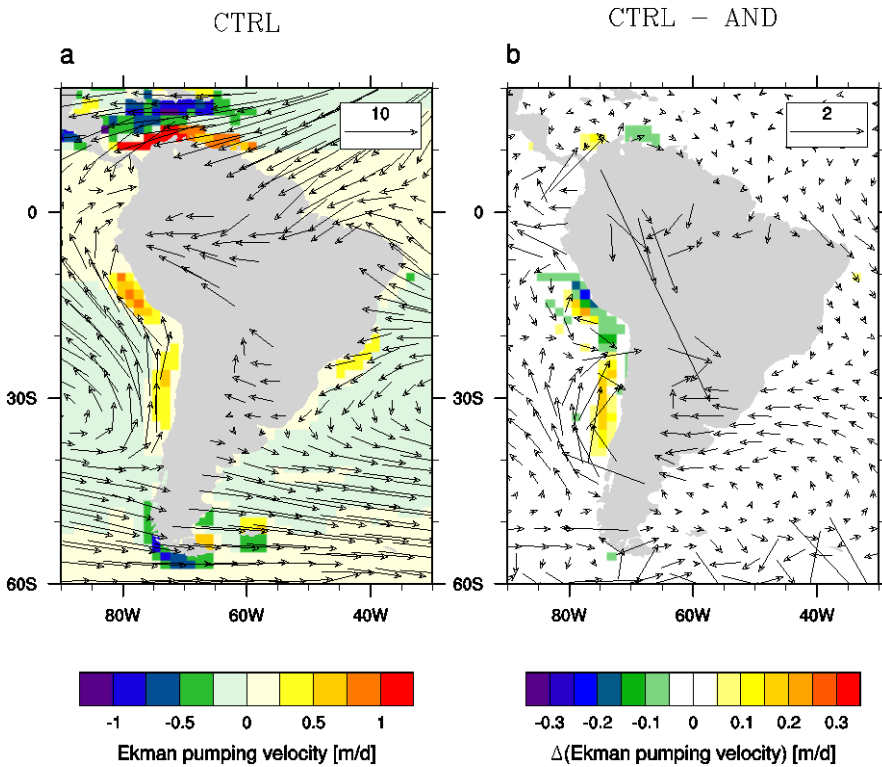 CTRL
CTRL - AND
a
b
10
2
0
30S
60S
0
30S
60S
80W 60W 40W
80W 60W 40W
-1 -0.5 0 0.5 1
-0.3 -0.2 -0.1 0 0.1 0.2 0.3
Ekman pumping velocity [m/d]
Δ(Ekman pumping velocity) [m/d]